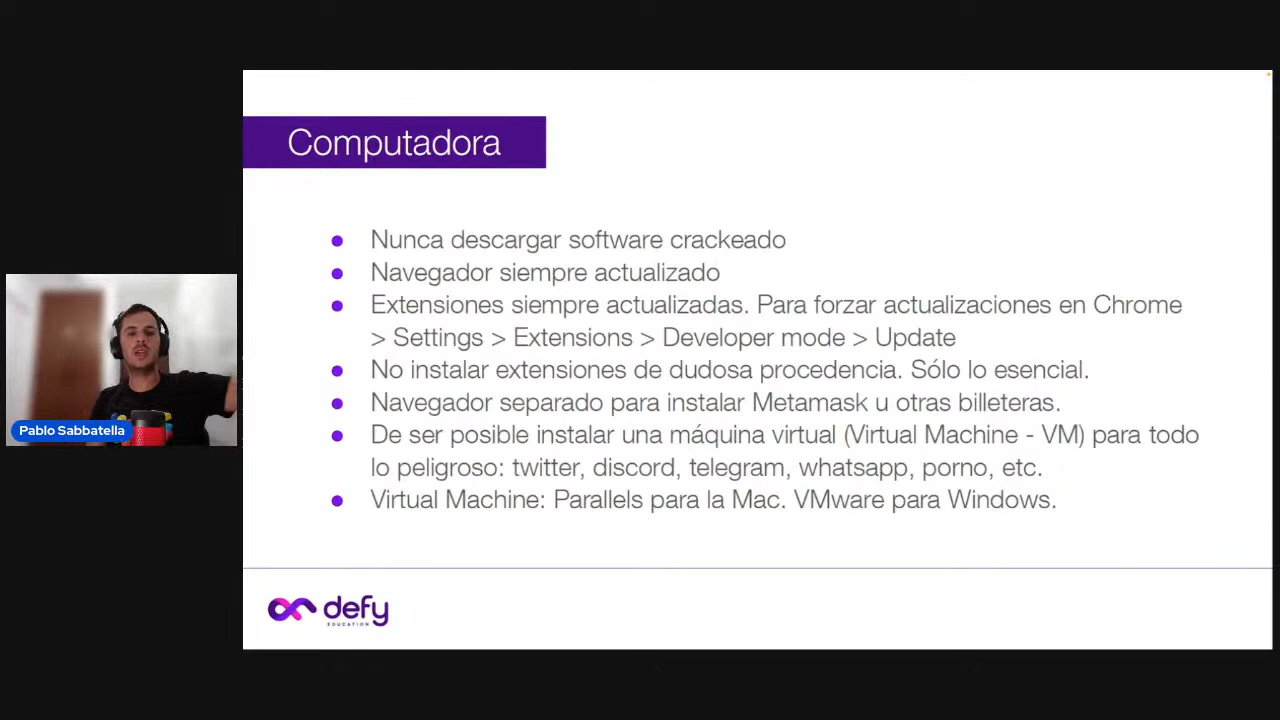 Computadora
Nunca descargar software crackeado
Navegador siempre actualizado
Extensiones siempre actualizadas. Para forzar actualizaciones en Chrome
> Settings > Extensions > Developer mode > Update
No instalar extensiones de dudosa procedencia. Sólo lo esencial.
Navegador separado para instalar Metamask u otras billeteras.
De ser posible instalar una máquina virtual (Virtual Machine - VM) para todo
lo peligroso: twitter, discord, telegram, whatsapp, porno, etc.
Virtual Machine: Parallels para la Mac. VMware para Windows.
Pablo Sabbatella
defy
EDUCATION